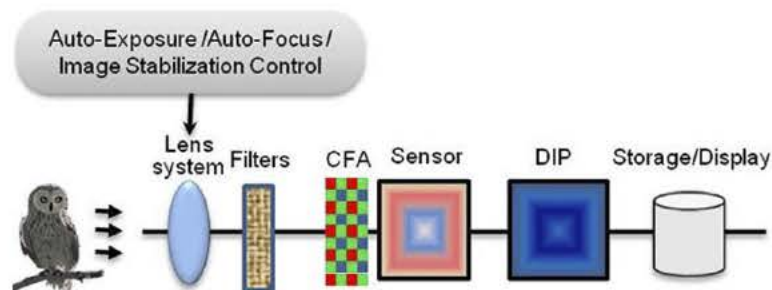 Auto-Exposure /Auto-Focus /
Image Stabilization Control
Lens
system
Filters
CFA
Sensor
DIP
Storage/Display